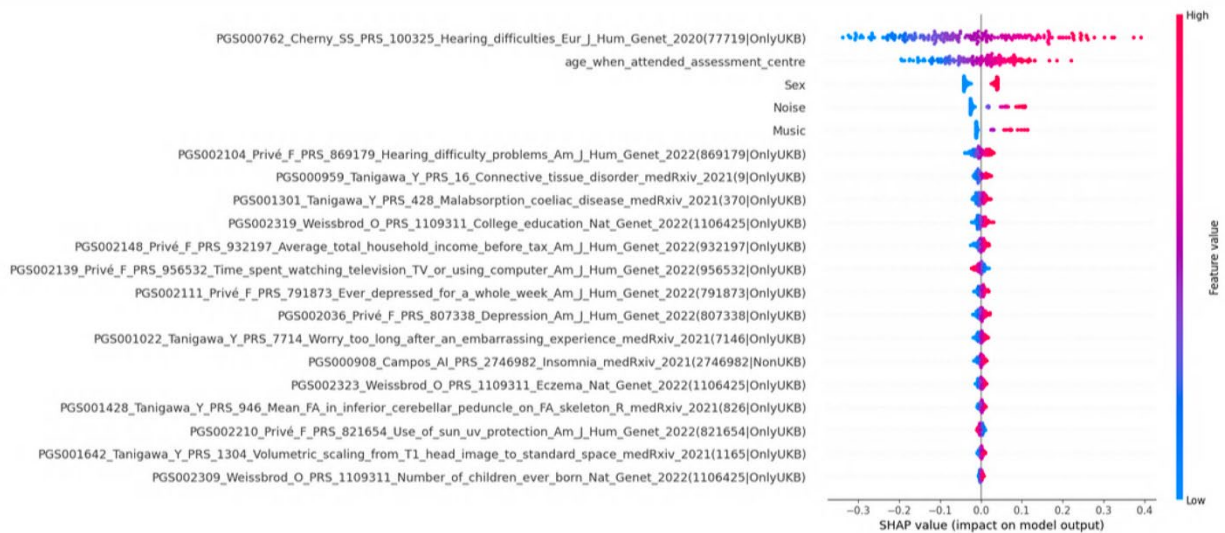 High
PGS000762_Cherny_SS_PRS_100325_Hearing_difficulties_Eur_J_Hum_Genet_2020(77719|OnlyUKB)
age_when_attended_assessment_centre
Sex
Noise
Music
PGS002104_Privé_F_PRS_869179_Hearing_difficulty_problems_Am_J_Hum_Genet_2022(869179|OnlyUKB)
PGS000959_Tanigawa_Y_PRS_16_Connective_tissue_disorder_medRxiv_2021(9|OnlyUKB)
PGS001301_Tanigawa_Y_PRS_428_Malabsorption_coeliac_disease_medRxiv_2021(370|OnlyUKB)
PGS002319_Weissbrod_O_PRS_1109311_College_education_Nat_Genet_2022(1106425|OnlyUKB)
PGS002148_Privé_F_PRS_932197_Average_total_household_income_before_tax_Am_J_Hum_Genet_2022(932197|OnlyUKB)
PGS002139_Privé_F_PRS_956532_Time_spent_watching_television_TV_or_using_computer_Am_J_Hum_Genet_2022(956532|OnlyUKB)
PGS002111_Privé_F_PRS_791873_Ever_depressed_for_a_whole_week_Am_J_Hum_Genet_2022(791873|OnlyUKB)
PGS002036_Privé_F_PRS_807338_Depression_Am_J_Hum_Genet_2022(807338|OnlyUKB)
PGS001022_Tanigawa_Y_PRS_7714_Worry_too_long_after_an_embarrassing_experience_medRxiv_2021(7146|OnlyUKB)
PGS000908_Campos_AI_PRS_2746982_Insomnia_medRxiv_2021(2746982|NonUKB)
PGS002323_Weissbrod_O_PRS_1109311_Eczema_Nat_Genet_2022(1106425|OnlyUKB)
PGS001428_Tanigawa_Y_PRS_946_Mean_FA_in_inferior_cerebellar_peduncle_on_FA_skeleton_R_medRxiv_2021(826|OnlyUKB)
PGS002210_Privé_F_PRS_821654_Use_of_sun_uv_protection_Am_J_Hum_Genet_2022(821654|OnlyUKB)
PGS001642_Tanigawa_Y_PRS_1304_Volumetric_scaling_from_T1_head_image_to_standard_space_medRxiv_2021(1165|OnlyUKB)
PGS002309_Weissbrod_O_PRS_1109311_Number_of_children_ever_born_Nat_Genet_2022(1106425|OnlyUKB)
Low
Feature value
−0.3 −0.2 −0.1 0.0 0.1 0.2 0.3 0.4
SHAP value (impact on model output)